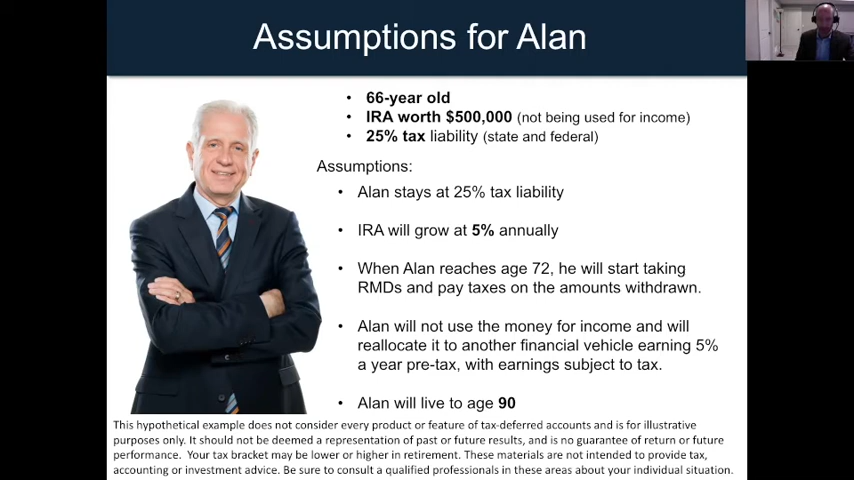 Assumptions for Alan
• 66-year old
• IRA worth $500,000 (not being used for income)
• 25% tax liability (state and federal)
Assumptions:
• Alan stays at 25% tax liability
• IRA will grow at 5% annually
• When Alan reaches age 72, he will start taking
RMDs and pay taxes on the amounts withdrawn.
• Alan will not use the money for income and will
reallocate it to another financial vehicle earning 5%
a year pre-tax, with earnings subject to tax.
• Alan will live to age 90
This hypothetical example does not consider every product or feature of tax-deferred accounts and is for illustrative
purposes only. It should not be deemed a representation of past or future results, and is no guarantee of return or future
performance. Your tax bracket may be lower or higher in retirement. These materials are not intended to provide tax,
accounting or investment advice. Be sure to consult a qualified professionals in these areas about your individual situation.